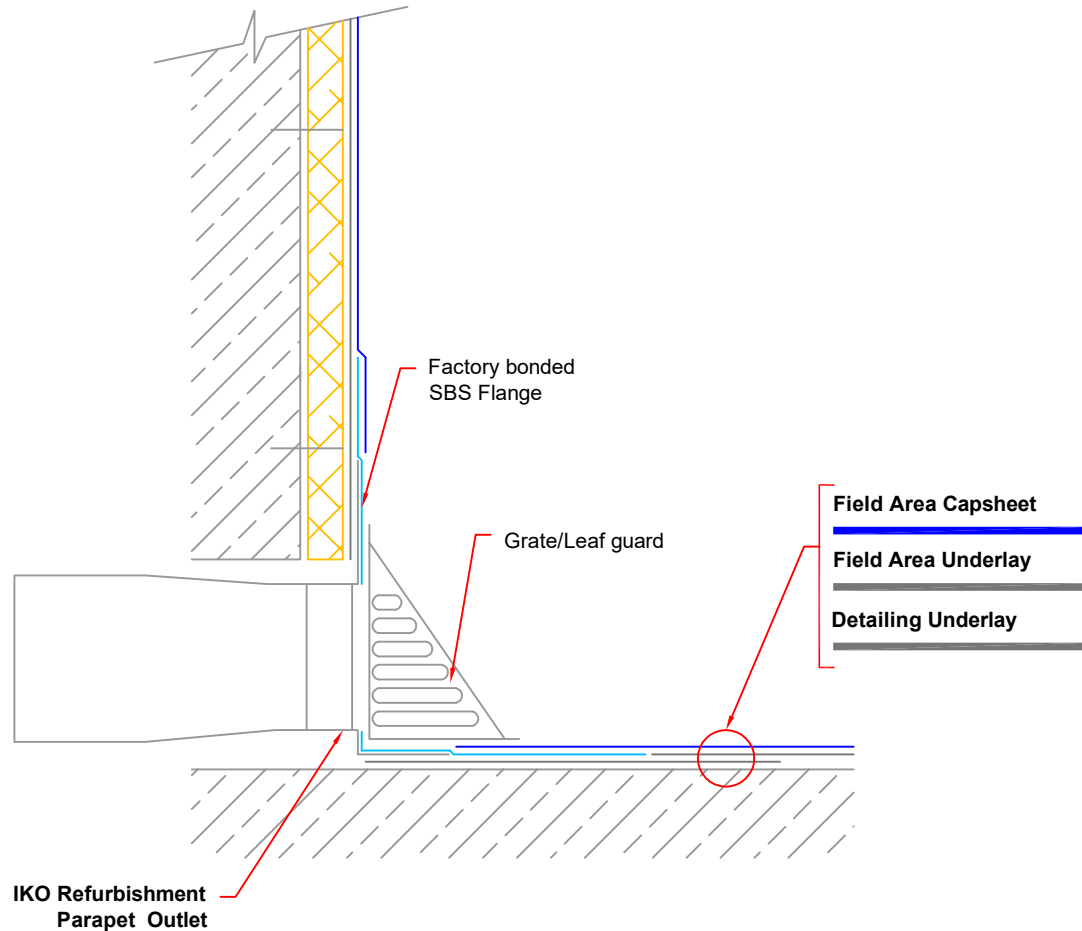 Factory bonded
SBS Flange
Grate/Leaf guard
Field Area Capsheet
Field Area Underlay
Detailing Underlay
IKO Refurbishment
Parapet Outlet